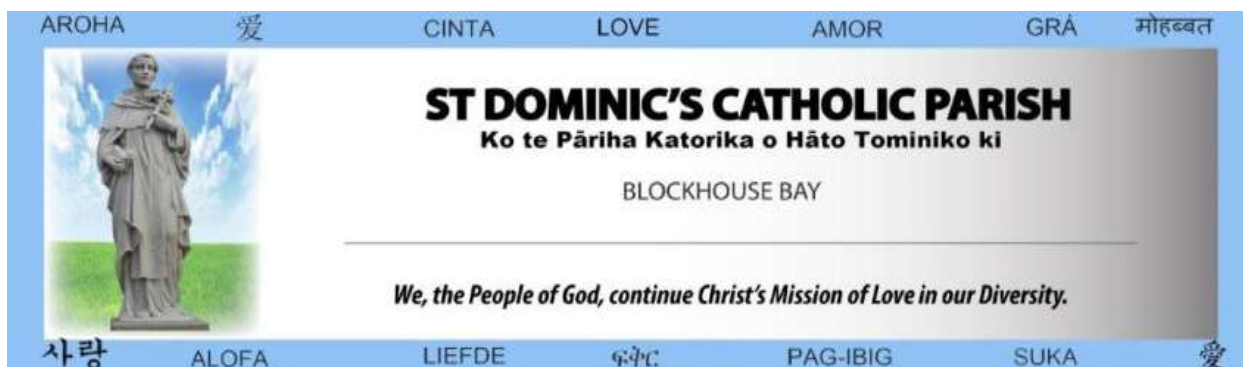 AROHA 爱 CINTA LOVE AMOR GRÁ मोहब्बत
ST DOMINIC'S CATHOLIC PARISH
Ko te Pāriha Katorika o Hāto Tominiko ki
BLOCKHOUSE BAY
We, the People of God, continue Christ's Mission of Love in our Diversity.
사랑 ALOFA LIEFDE ፍቅር PAG-IBIG SUKA 愛